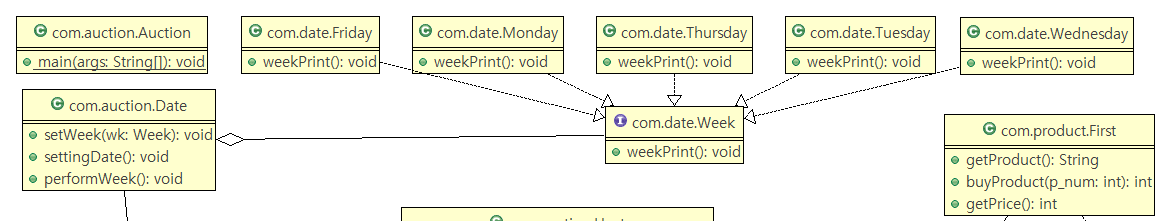 C com.auction.Auction
main(args: String[]): void
C com.date.Friday
weekPrint(): void
C com.date.Monday
weekPrint(): void
C com.date.Thursday
weekPrint(): void
C com.date.Tuesday
weekPrint(): void
C com.date.Wednesday
weekPrint(): void
C com.auction.Date
setWeek(wk: Week): void
settingDate(): void
performWeek(): void
I com.date.Week
weekPrint(): void
C com.product.First
getProduct(): String
buyProduct(p_num: int): int
getPrice(): int